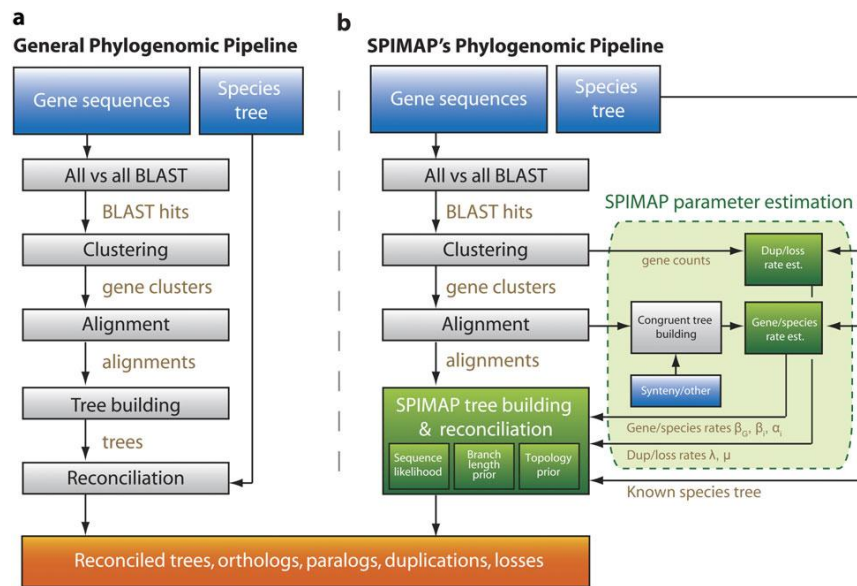 a
General Phylogenomic Pipeline
Gene sequences
Species
tree
All vs all BLAST
BLAST hits
Clustering
gene clusters
Alignment
alignments
Tree building
trees
Reconciliation
b
SPIMAP's Phylogenomic Pipeline
Gene sequences
Species
tree
All vs all BLAST
BLAST hits
Clustering
gene clusters
Alignment
alignments
SPIMAP tree building
& reconciliation
Sequence
likelihood
Branch
length
prior
Topology
prior
SPIMAP parameter estimation
gene counts
Dup/loss
rate est.
Congruent tree
building
Gene/species
rate est.
Synteny/other
Gene/species rates βG, βi, αi
Dup/loss rates λ, μ
Known species tree
Reconciled trees, orthologs, paralogs, duplications, losses